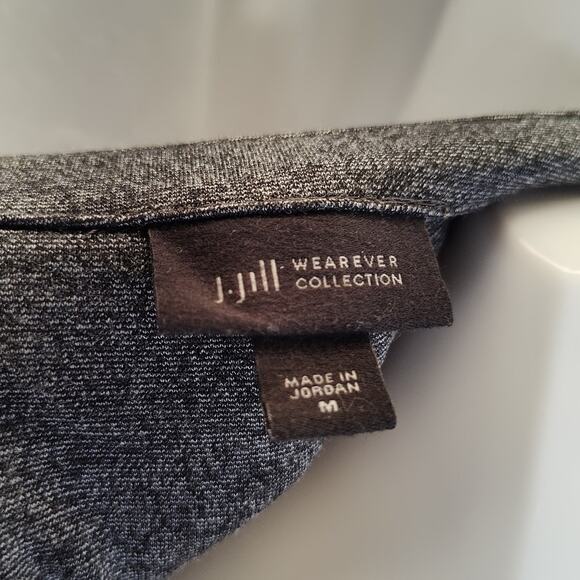 J.Jill WEAREVER
COLLECTION
MADE IN
JORDAN
M